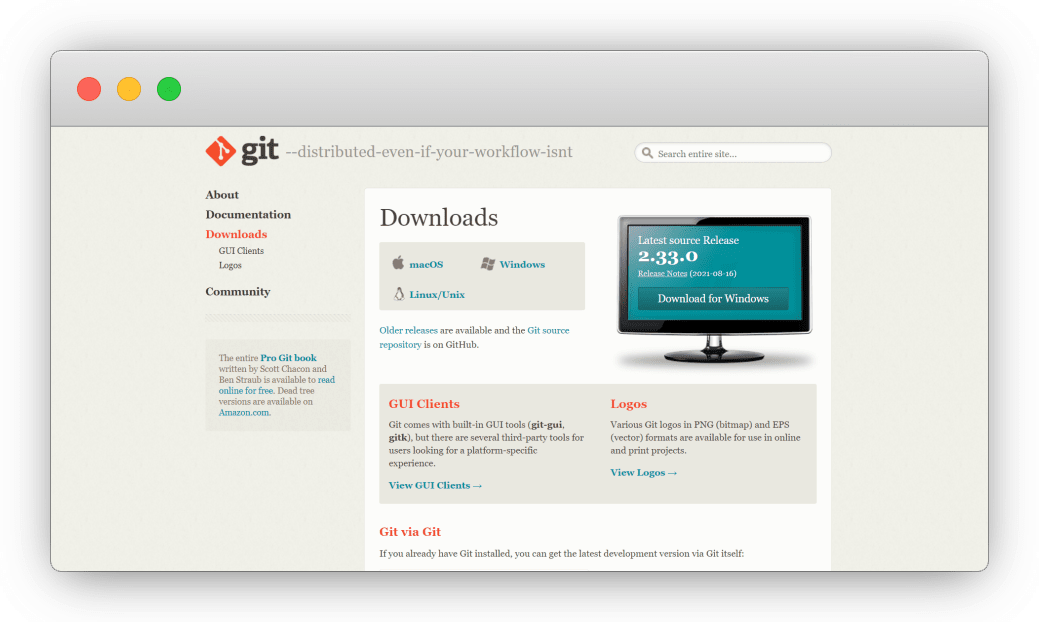 git --distributed-even-if-your-workflow-isnt
Search entire site...
About
Documentation
Downloads
GUI Clients
Logos
Community
The entire Pro Git book
written by Scott Chacon and
Ben Straub is available to read
online for free. Dead tree
versions are available on
Amazon.com.
Downloads
macOS
Windows
Linux/Unix
Older releases are available and the Git source
repository is on GitHub.
Latest source Release
2.33.0
Release Notes (2021-08-16)
Download for Windows
GUI Clients
Git comes with built-in GUI tools (git-gui,
gitk), but there are several third-party tools for
users looking for a platform-specific
experience.
View GUI Clients →
Logos
Various Git logos in PNG (bitmap) and EPS
(vector) formats are available for use in online
and print projects.
View Logos →
Git via Git
If you already have Git installed, you can get the latest development version via Git itself: